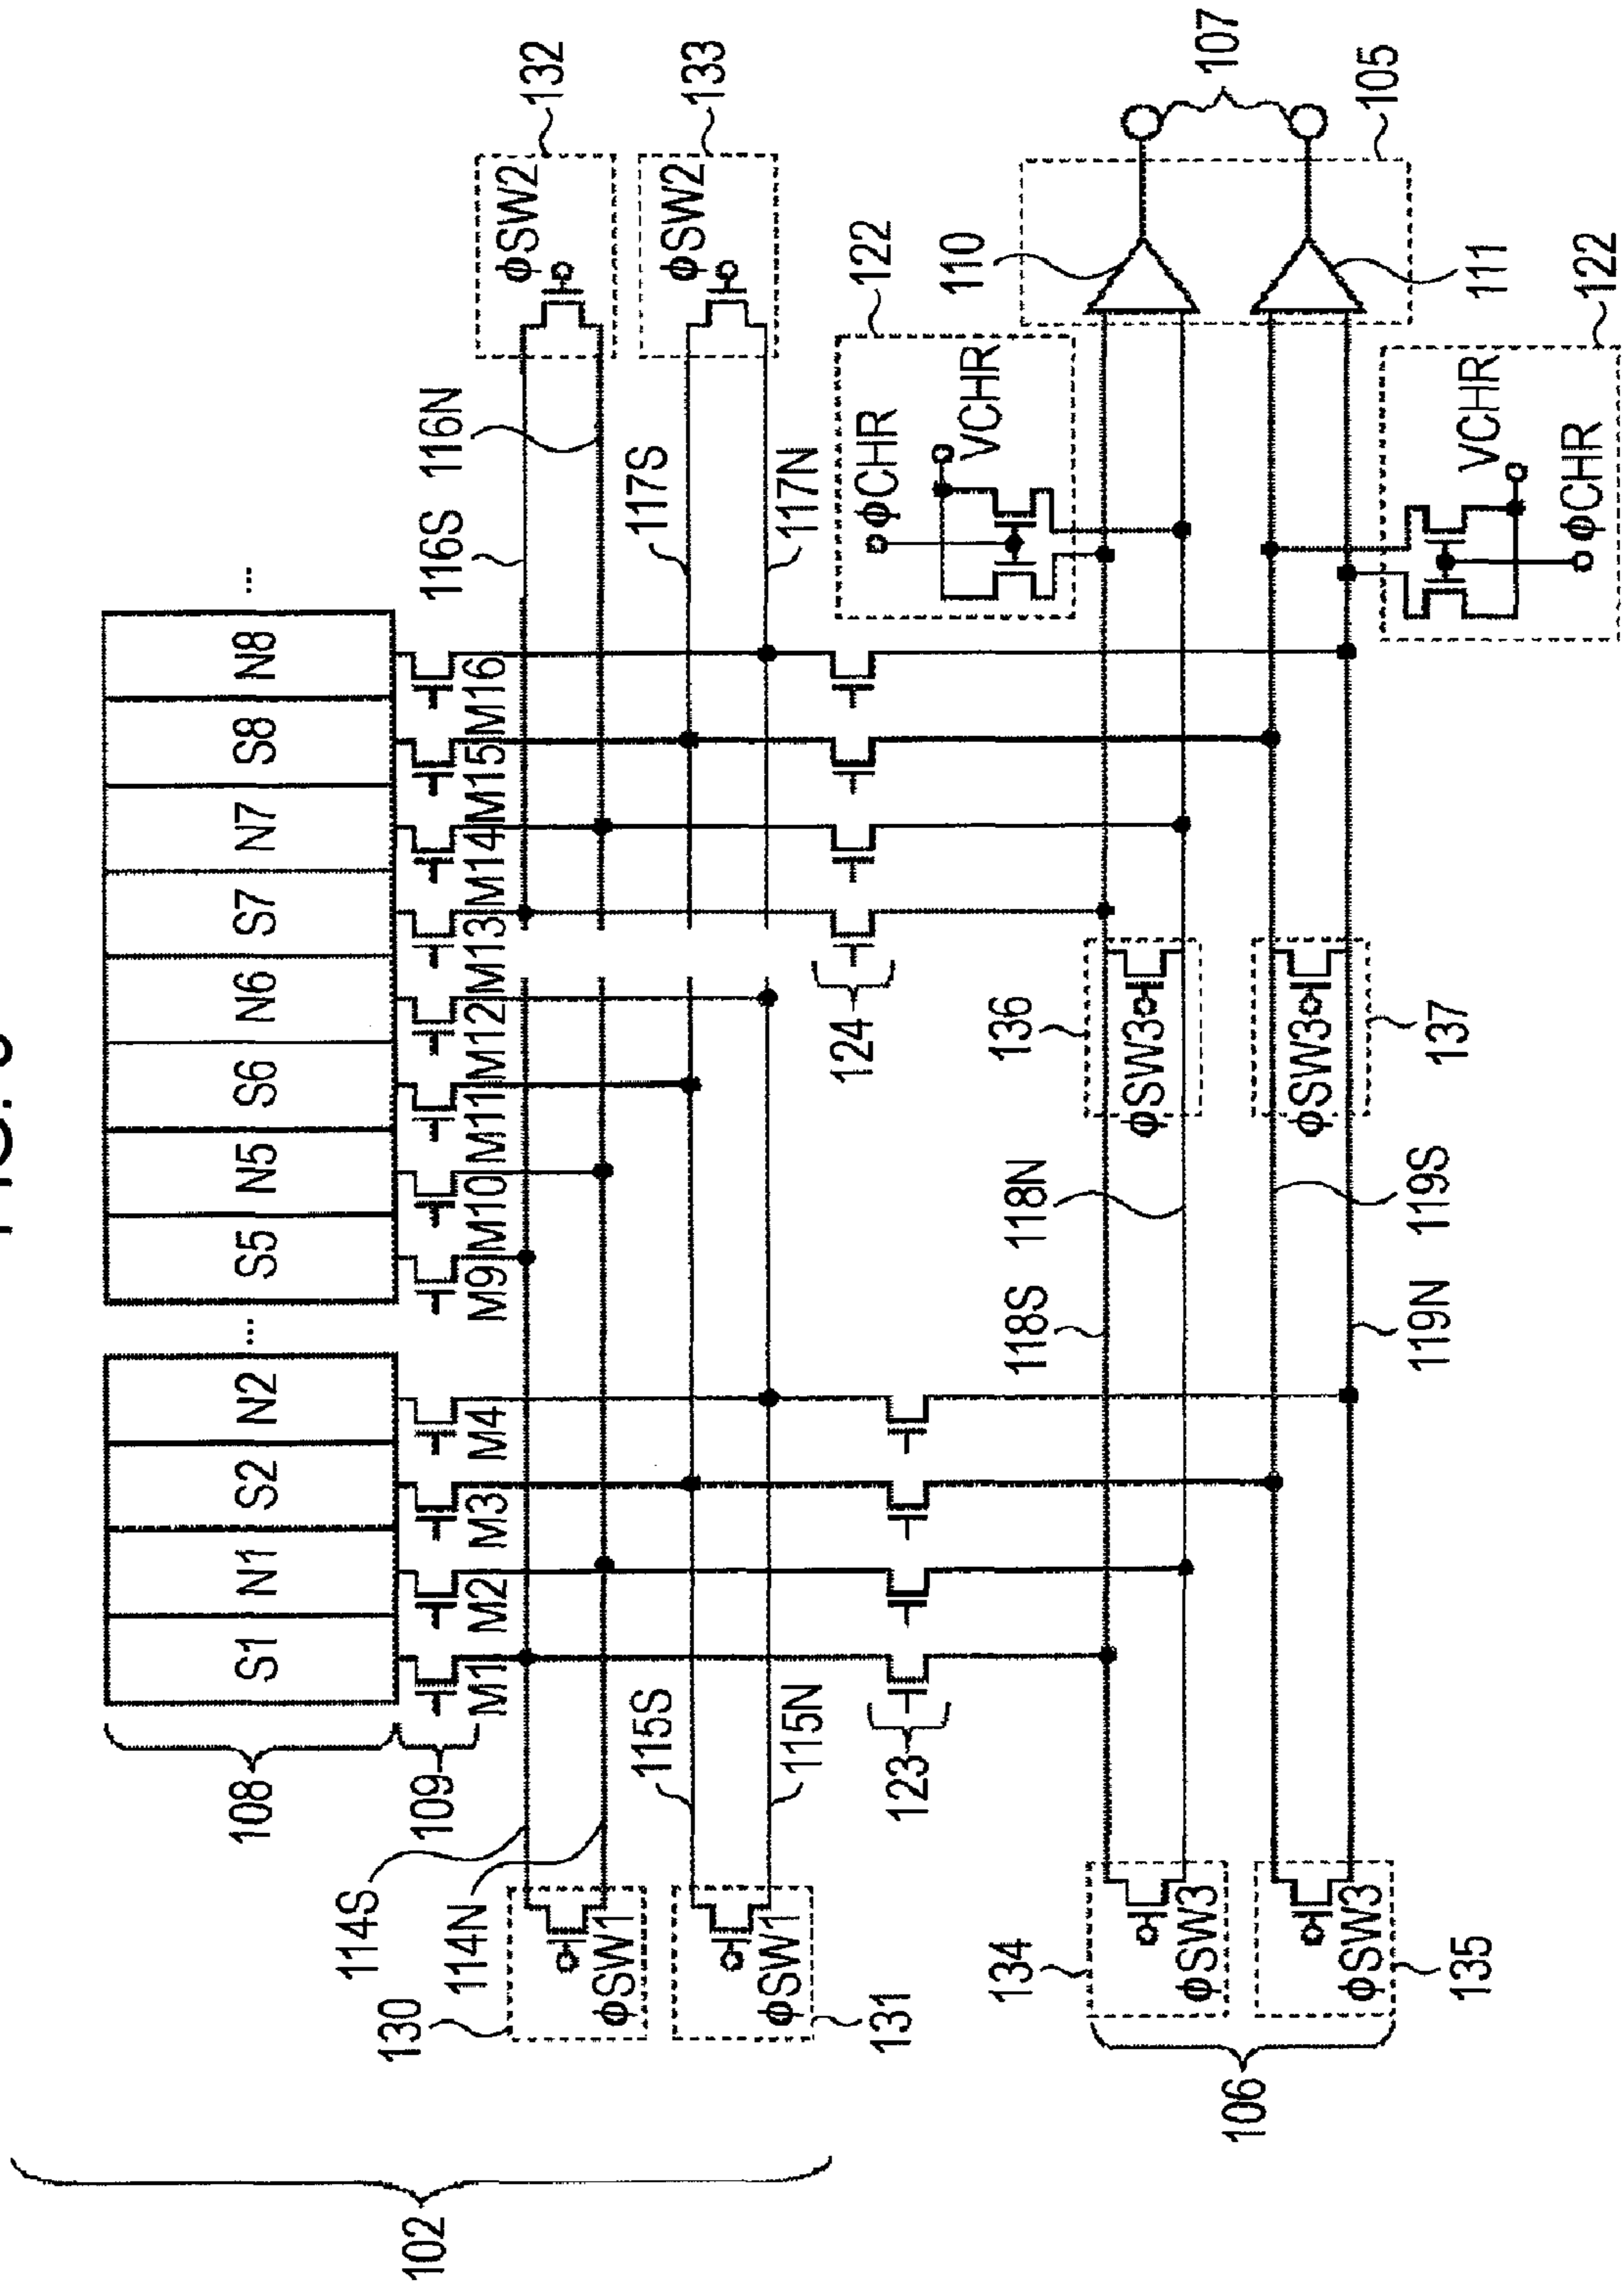 102
108
S1
N1
S2
N2
...
S5
N5
S6
N6
S7
N7
S8
N8
...
109
M1
M2
M3
M4
M9
M10
M11
M12
M13
M14
M15
M16
114S
114N
130
ϕSW1
115S
115N
131
ϕSW1
116S
116N
132
ϕSW2
117S
117N
133
ϕSW2
123
124
122
ϕCHR
VCHR
110
107
105
111
122
VCHR
ϕCHR
118S
118N
136
ϕSW3
134
ϕSW3
106
119S
119N
137
ϕSW3
135
ϕSW3